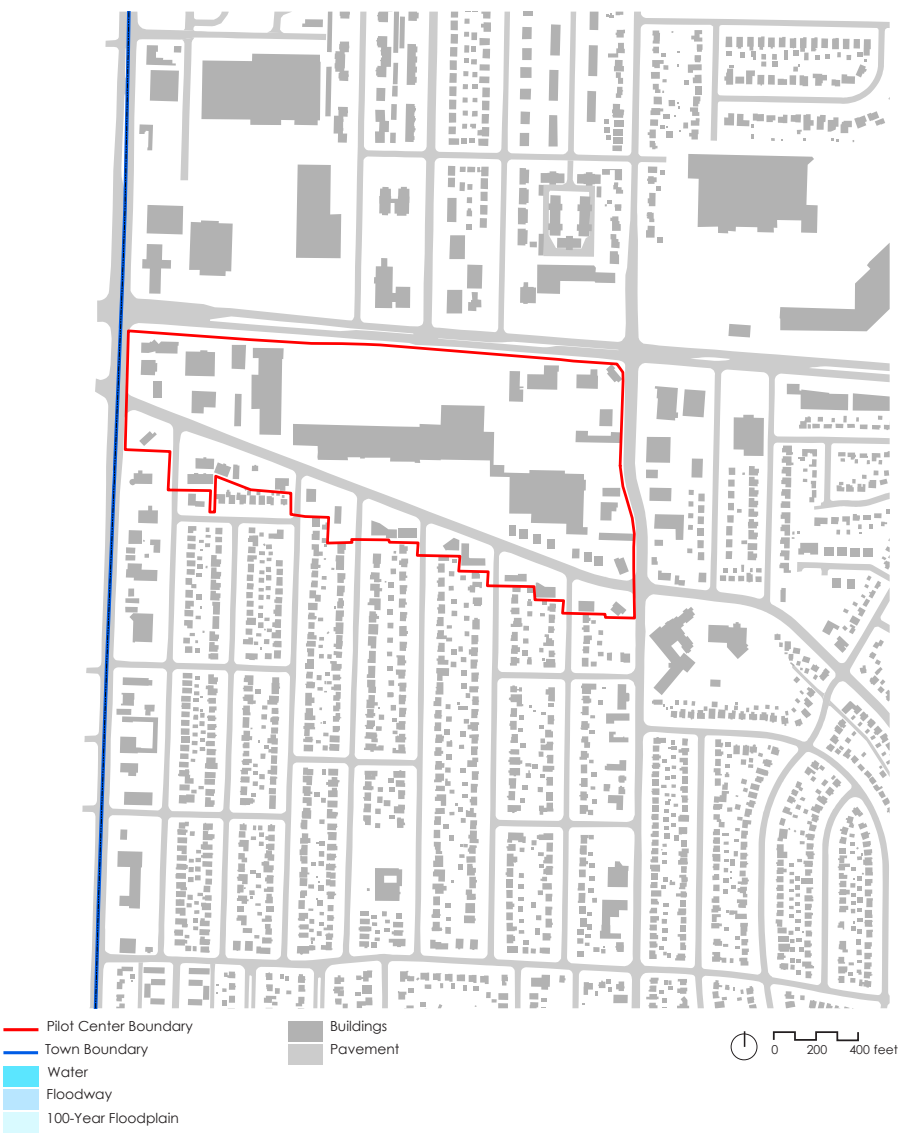 Pilot Center Boundary
Town Boundary
Water
Floodway
100-Year Floodplain
Buildings
Pavement
0 200 400 feet